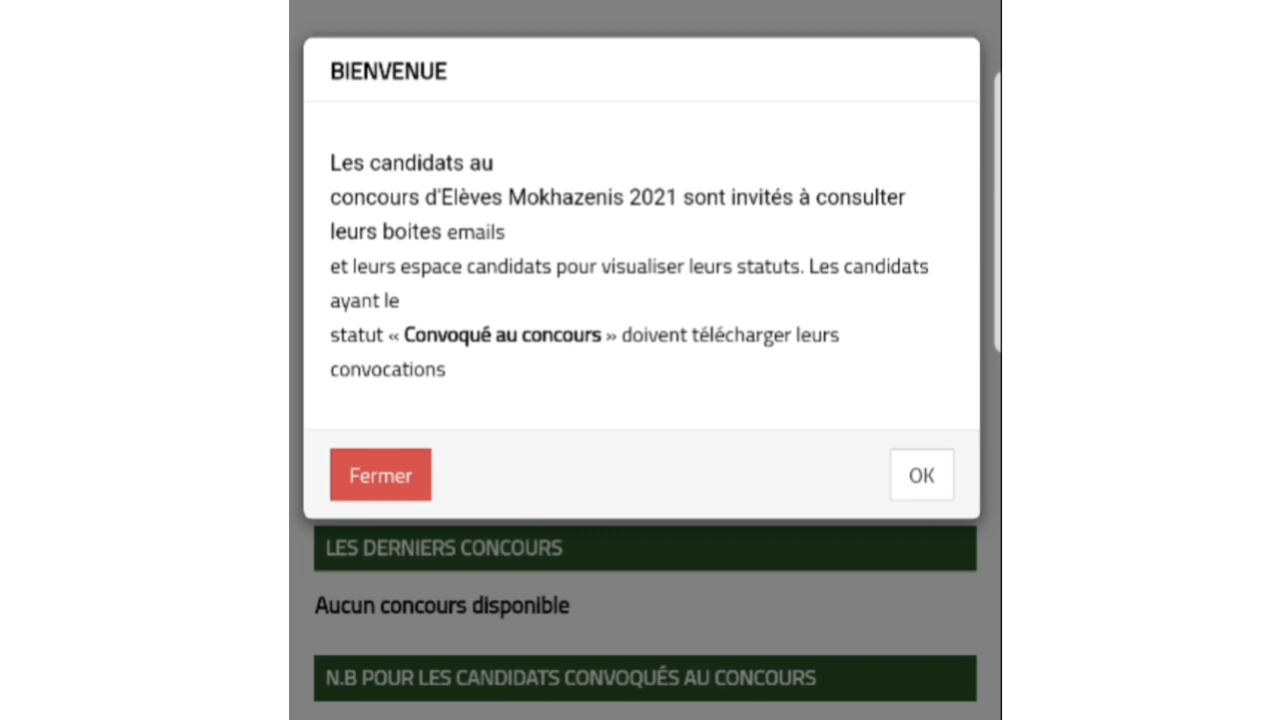 BIENVENUE
Les candidats au
concours d'Elèves Mokhazenis 2021 sont invités à consulter
leurs boites emails
et leurs espace candidats pour visualiser leurs statuts. Les candidats
ayant le
statut « Convoqué au concours » doivent télécharger leurs
convocations
Fermer
OK
LES DERNIERS CONCOURS
Aucun concours disponible
N.B POUR LES CANDIDATS CONVOQUÉS AU CONCOURS